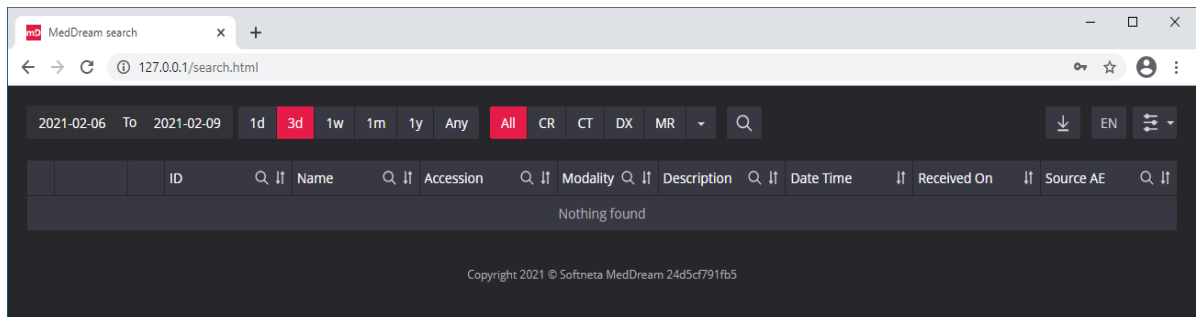 mD MedDream search
127.0.0.1/search.html
2021-02-06 To 2021-02-09 1d 3d 1w 1m 1y Any All CR CT DX MR EN
ID Name Accession Modality Description Date Time Received On Source AE
Nothing found
Copyright 2021 © Softneta MedDream 24d5cf791fb5